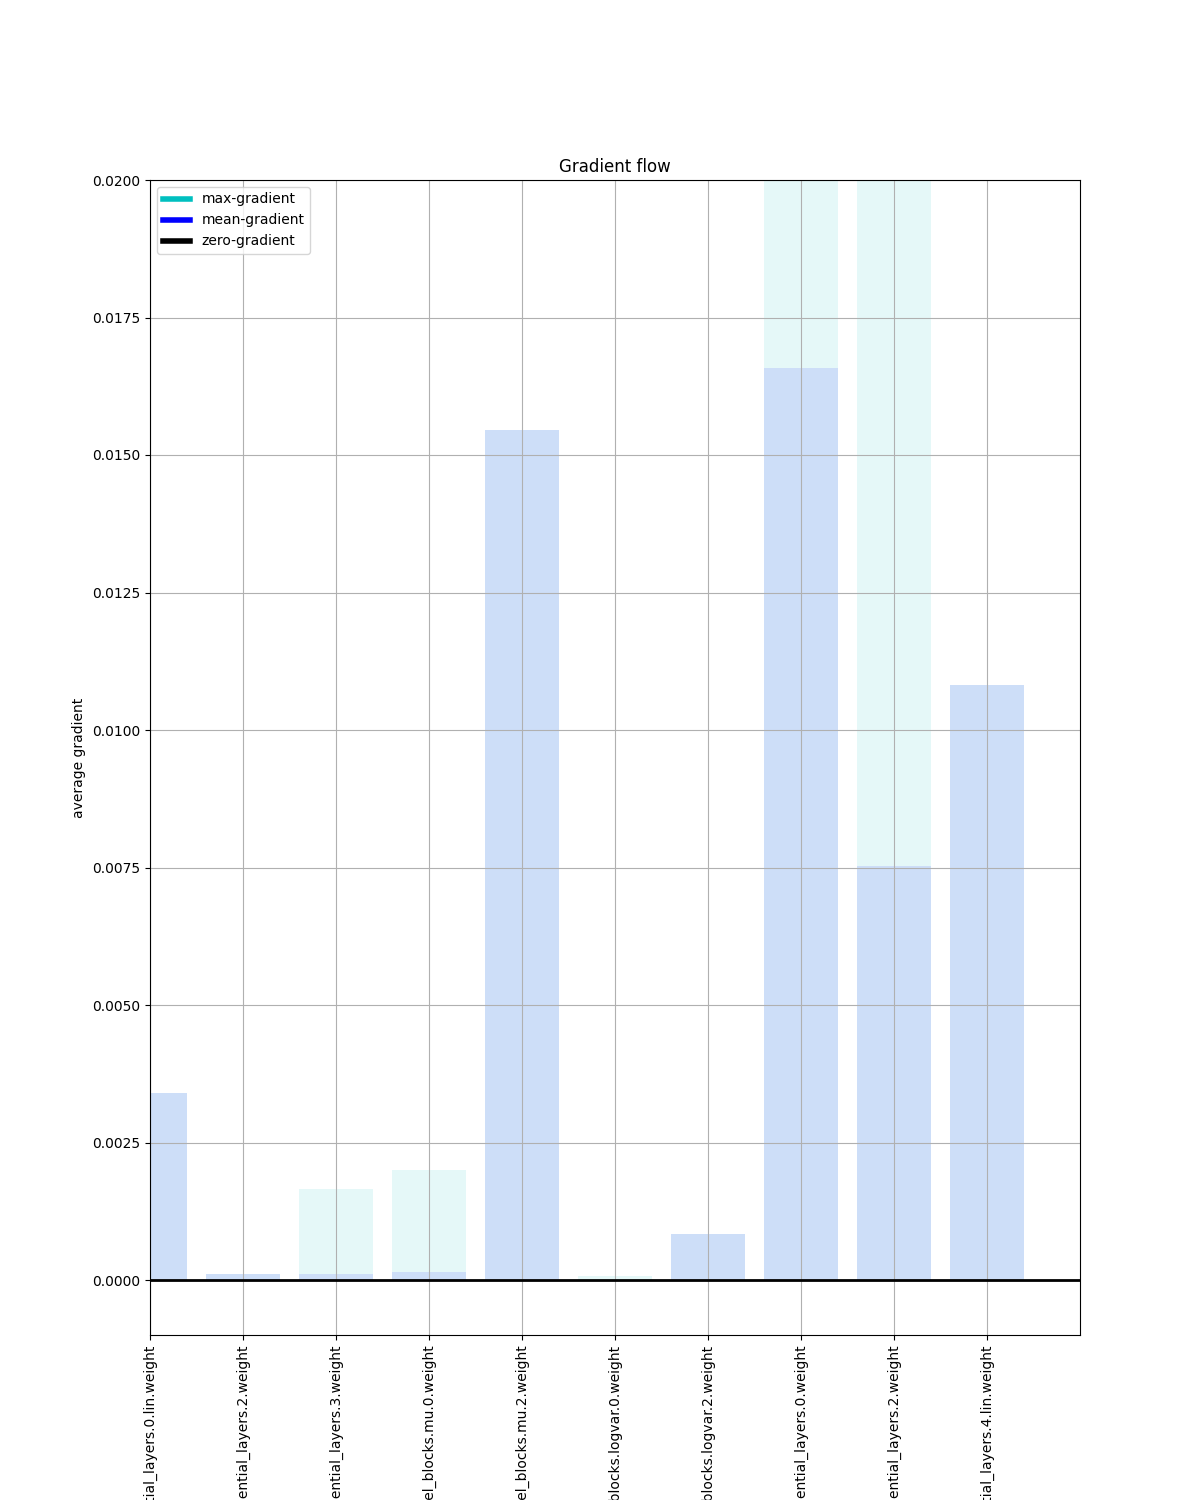 Gradient flow
max-gradient
mean-gradient
zero-gradient
0.0200
0.0175
0.0150
0.0125
0.0100
0.0075
0.0050
0.0025
0.0000
average gradient
tial_layers.0.lin.weight
ential_layers.2.weight
ential_layers.3.weight
el_blocks.mu.0.weight
el_blocks.mu.2.weight
blocks.logvar.0.weight
blocks.logvar.2.weight
ential_layers.0.weight
ential_layers.2.weight
tial_layers.4.lin.weight